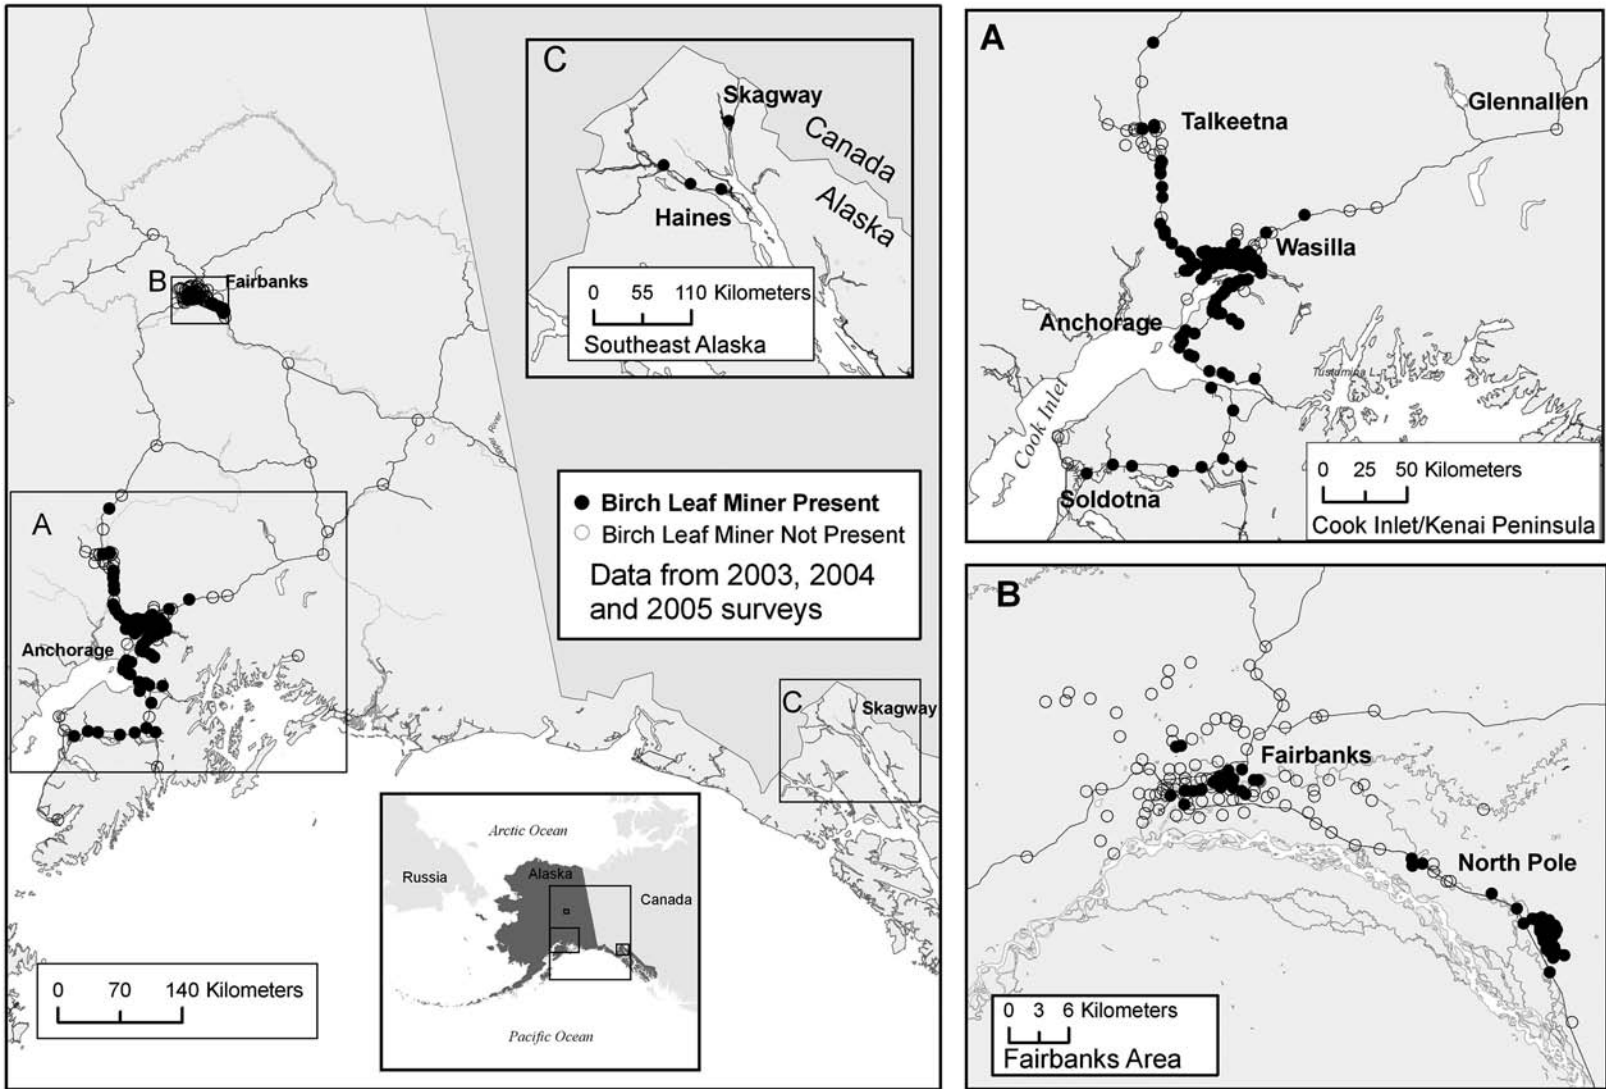 B
Fairbanks
River
A
Anchorage
C
Skagway
Canada
Alaska
Haines
0 55 110 Kilometers
Southeast Alaska
Birch Leaf Miner Present
Birch Leaf Miner Not Present
Data from 2003, 2004
and 2005 surveys
C
Skagway
Arctic Ocean
Russia
Alaska
Canada
Pacific Ocean
0 70 140 Kilometers
A
Talkeetna
Glennallen
Wasilla
Anchorage
Tustumina L.
Cook Inlet
Soldotna
0 25 50 Kilometers
Cook Inlet/Kenai Peninsula
B
Fairbanks
North Pole
0 3 6 Kilometers
Fairbanks Area